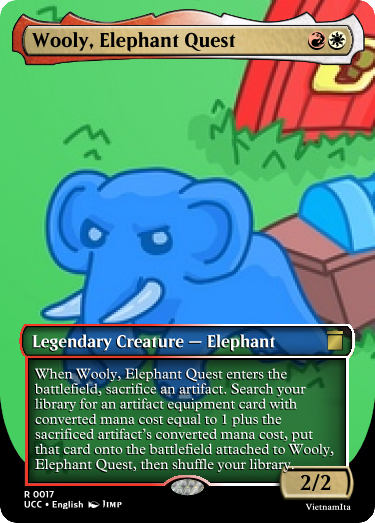 Wooly, Elephant Quest
Legendary Creature — Elephant
When Wooly, Elephant Quest enters the
battlefield, sacrifice an artifact. Search your
library for an artifact equipment card with
converted mana cost equal to 1 plus the
sacrificed artifact's converted mana cost, put
that card onto the battlefield attached to Wooly,
Elephant Quest, then shuffle your library.
2/2
R 0017
UCC • English JIMP
VietnamIta